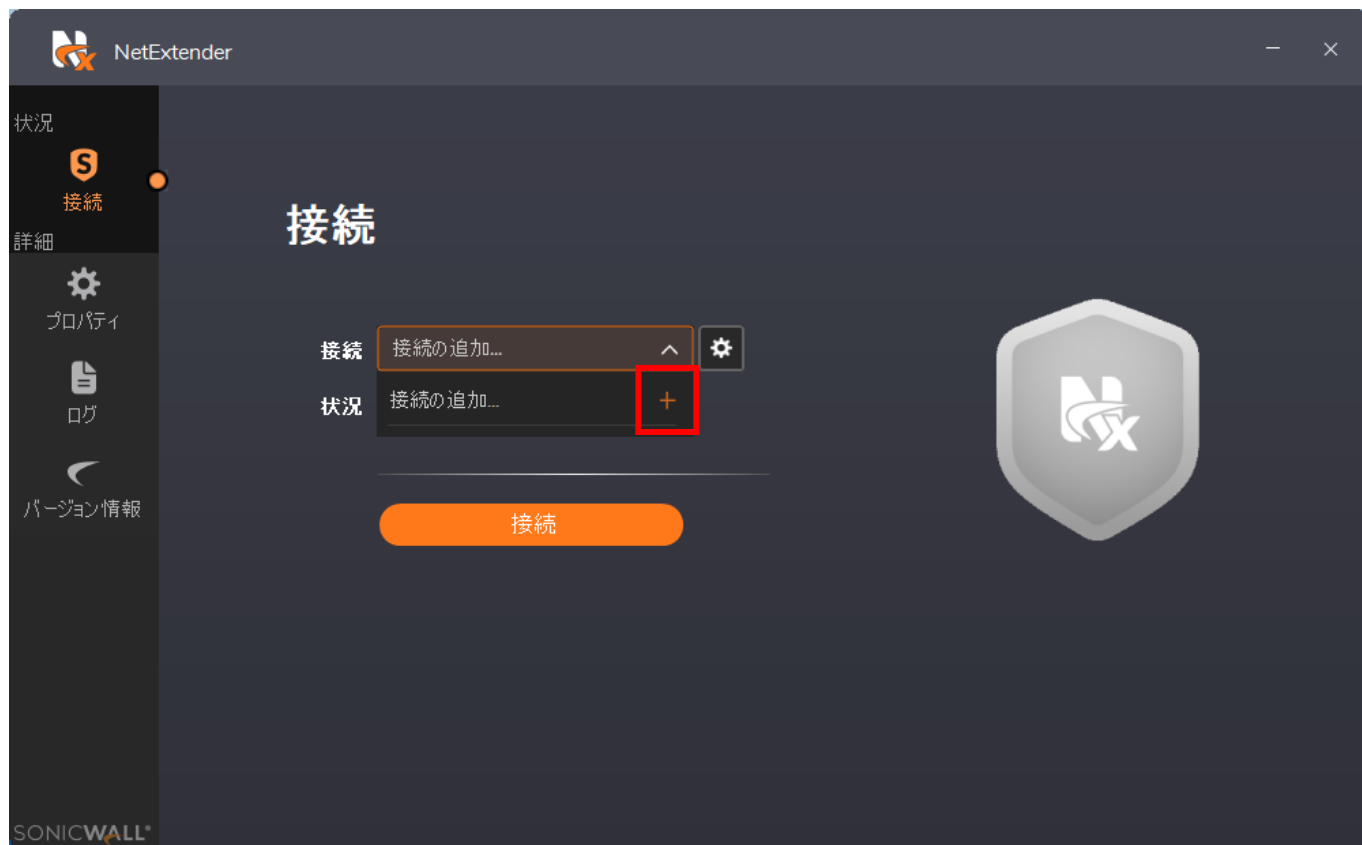 NetExtender
状況
接続
詳細
プロパティ
ログ
バージョン情報
接続
接続 接続の追加...
状況 接続の追加...
接続
SONICWALL®